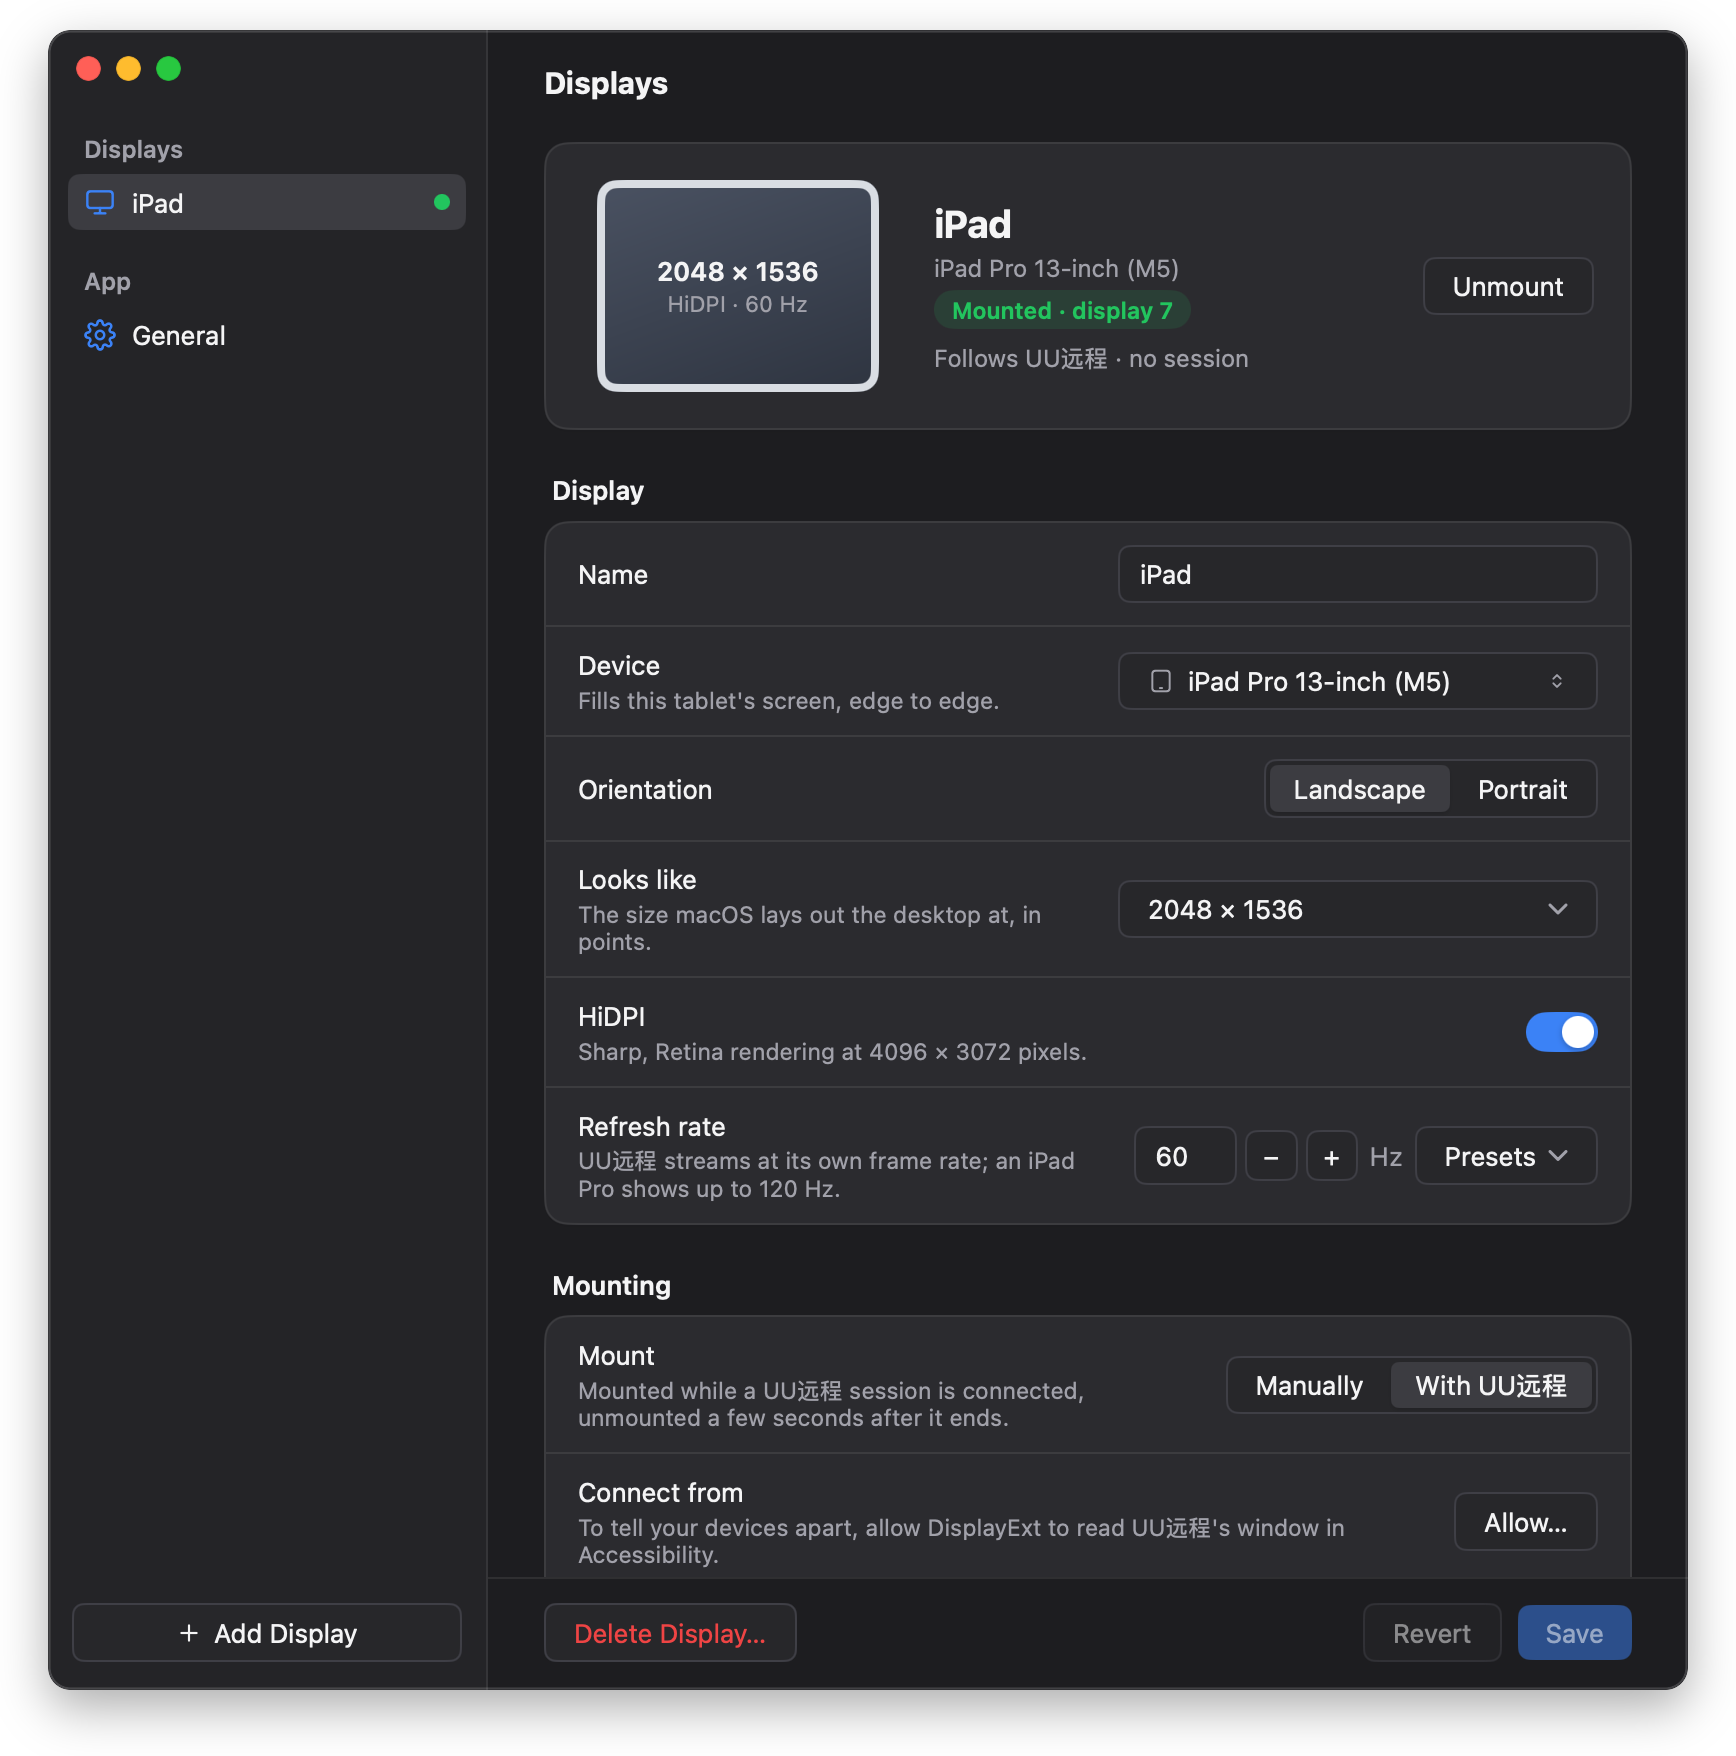 Displays
iPad
App
General
+ Add Display
Displays
2048 × 1536
HiDPI · 60 Hz
iPad
iPad Pro 13-inch (M5)
Mounted · display 7
Follows UU远程 · no session
Unmount
Display
Name
iPad
Device
Fills this tablet's screen, edge to edge.
iPad Pro 13-inch (M5)
Orientation
Landscape
Portrait
Looks like
The size macOS lays out the desktop at, in
points.
2048 × 1536
HiDPI
Sharp, Retina rendering at 4096 × 3072 pixels.
Refresh rate
UU远程 streams at its own frame rate; an iPad
Pro shows up to 120 Hz.
60
−
+
Hz
Presets
Mounting
Mount
Mounted while a UU远程 session is connected,
unmounted a few seconds after it ends.
Manually
With UU远程
Connect from
To tell your devices apart, allow DisplayExt to read UU远程's window in
Accessibility.
Allow...
Delete Display...
Revert
Save